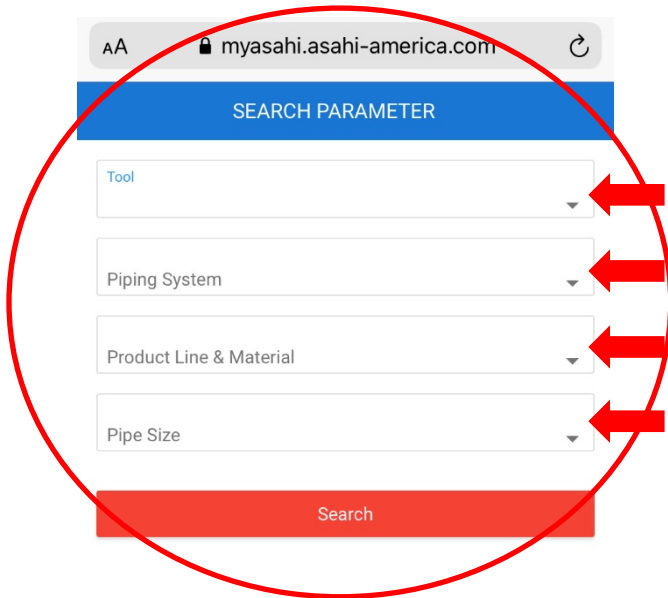 AA myasahi.asahi-america.com
SEARCH PARAMETER
Tool
Piping System
Product Line & Material
Pipe Size
Search